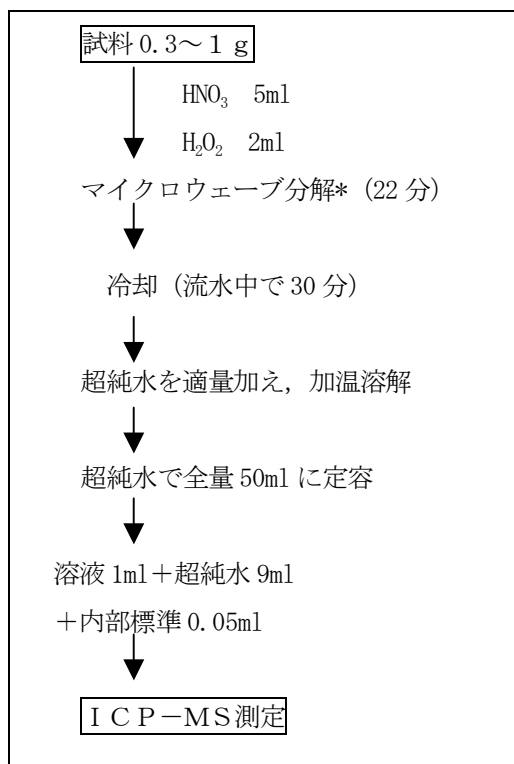 試料 0.3～１ｇ
HNO₃ 5ml
H₂O₂ 2ml
マイクロウェーブ分解* (22 分)
冷却 (流水中で 30 分)
超純水を適量加え，加温溶解
超純水で全量 50ml に定容
溶液 1ml＋超純水 9ml
＋内部標準 0.05ml
ＩＣＰ－ＭＳ測定